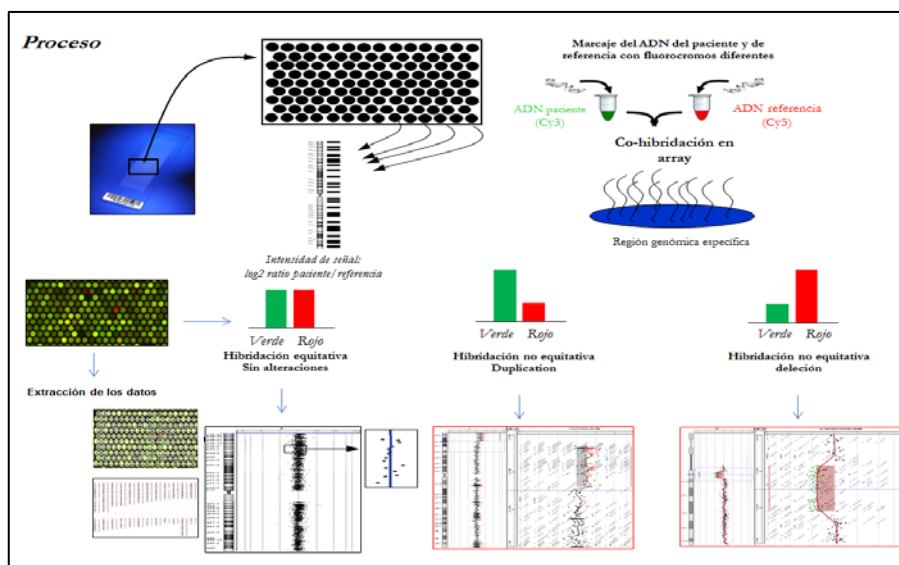 Proceso
Marcaje del ADN del paciente y de
referencia con fluorocromos diferentes
ADN paciente
(Cy3)
ADN referencia
(Cy5)
Co-hibridación en
array
Región genómica específica
Intensidad de señal:
log2 ratio paciente/ referencia
Verde Rojo
Hibridación equitativa
Sin alteraciones
Verde Rojo
Hibridación no equitativa
Duplication
Verde Rojo
Hibridación no equitativa
deleción
Extracción de los datos